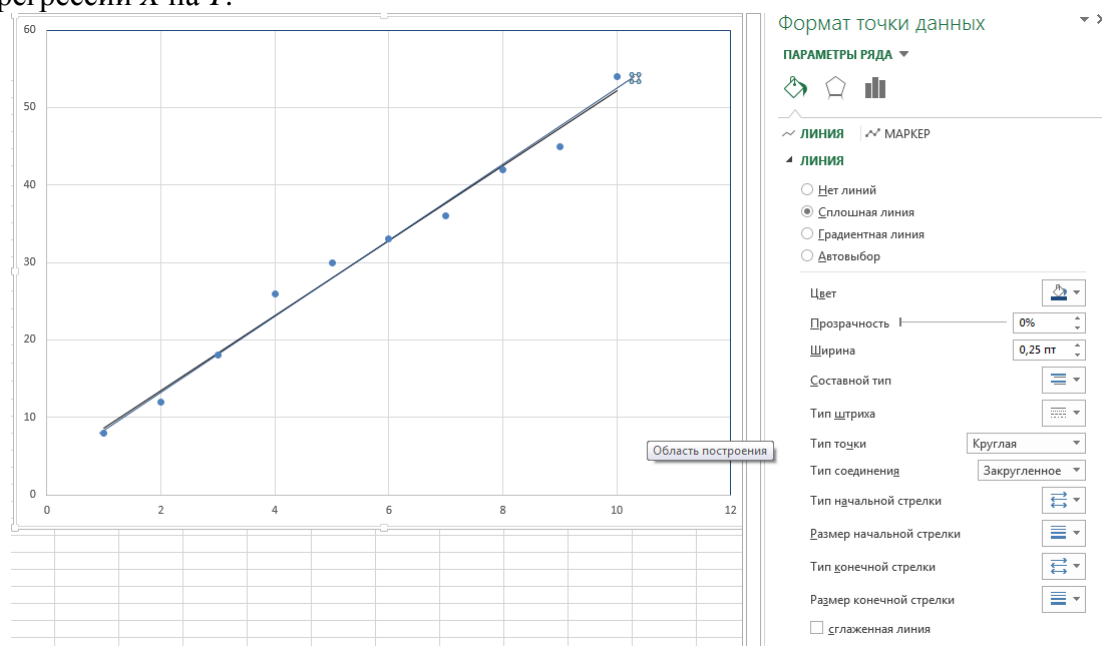 регрессии X на Y.
60
50
40
30
20
10
0
0 2 4 6 8 10 12
Область построения
Формат точки данных
ПАРАМЕТРЫ РЯДА
ЛИНИЯ МАРКЕР
ЛИНИЯ
Нет линий
Сплошная линия
Градиентная линия
Автовыбор
Цвет
Прозрачность 0%
Ширина 0,25 пт
Составной тип
Тип штриха
Тип точки Круглая
Тип соединения Закругленное
Тип начальной стрелки
Размер начальной стрелки
Тип конечной стрелки
Размер конечной стрелки
сглаженная линия